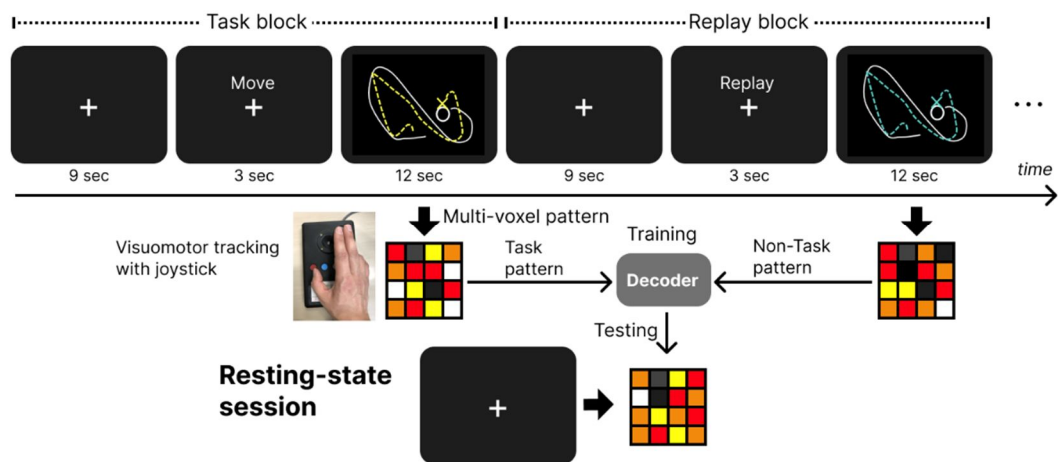 Task block
Replay block
Move
Replay
...
9 sec
3 sec
12 sec
9 sec
3 sec
12 sec
time
Visuomotor tracking
with joystick
Multi-voxel pattern
Task
pattern
Training
Decoder
Non-Task
pattern
Testing
Resting-state
session